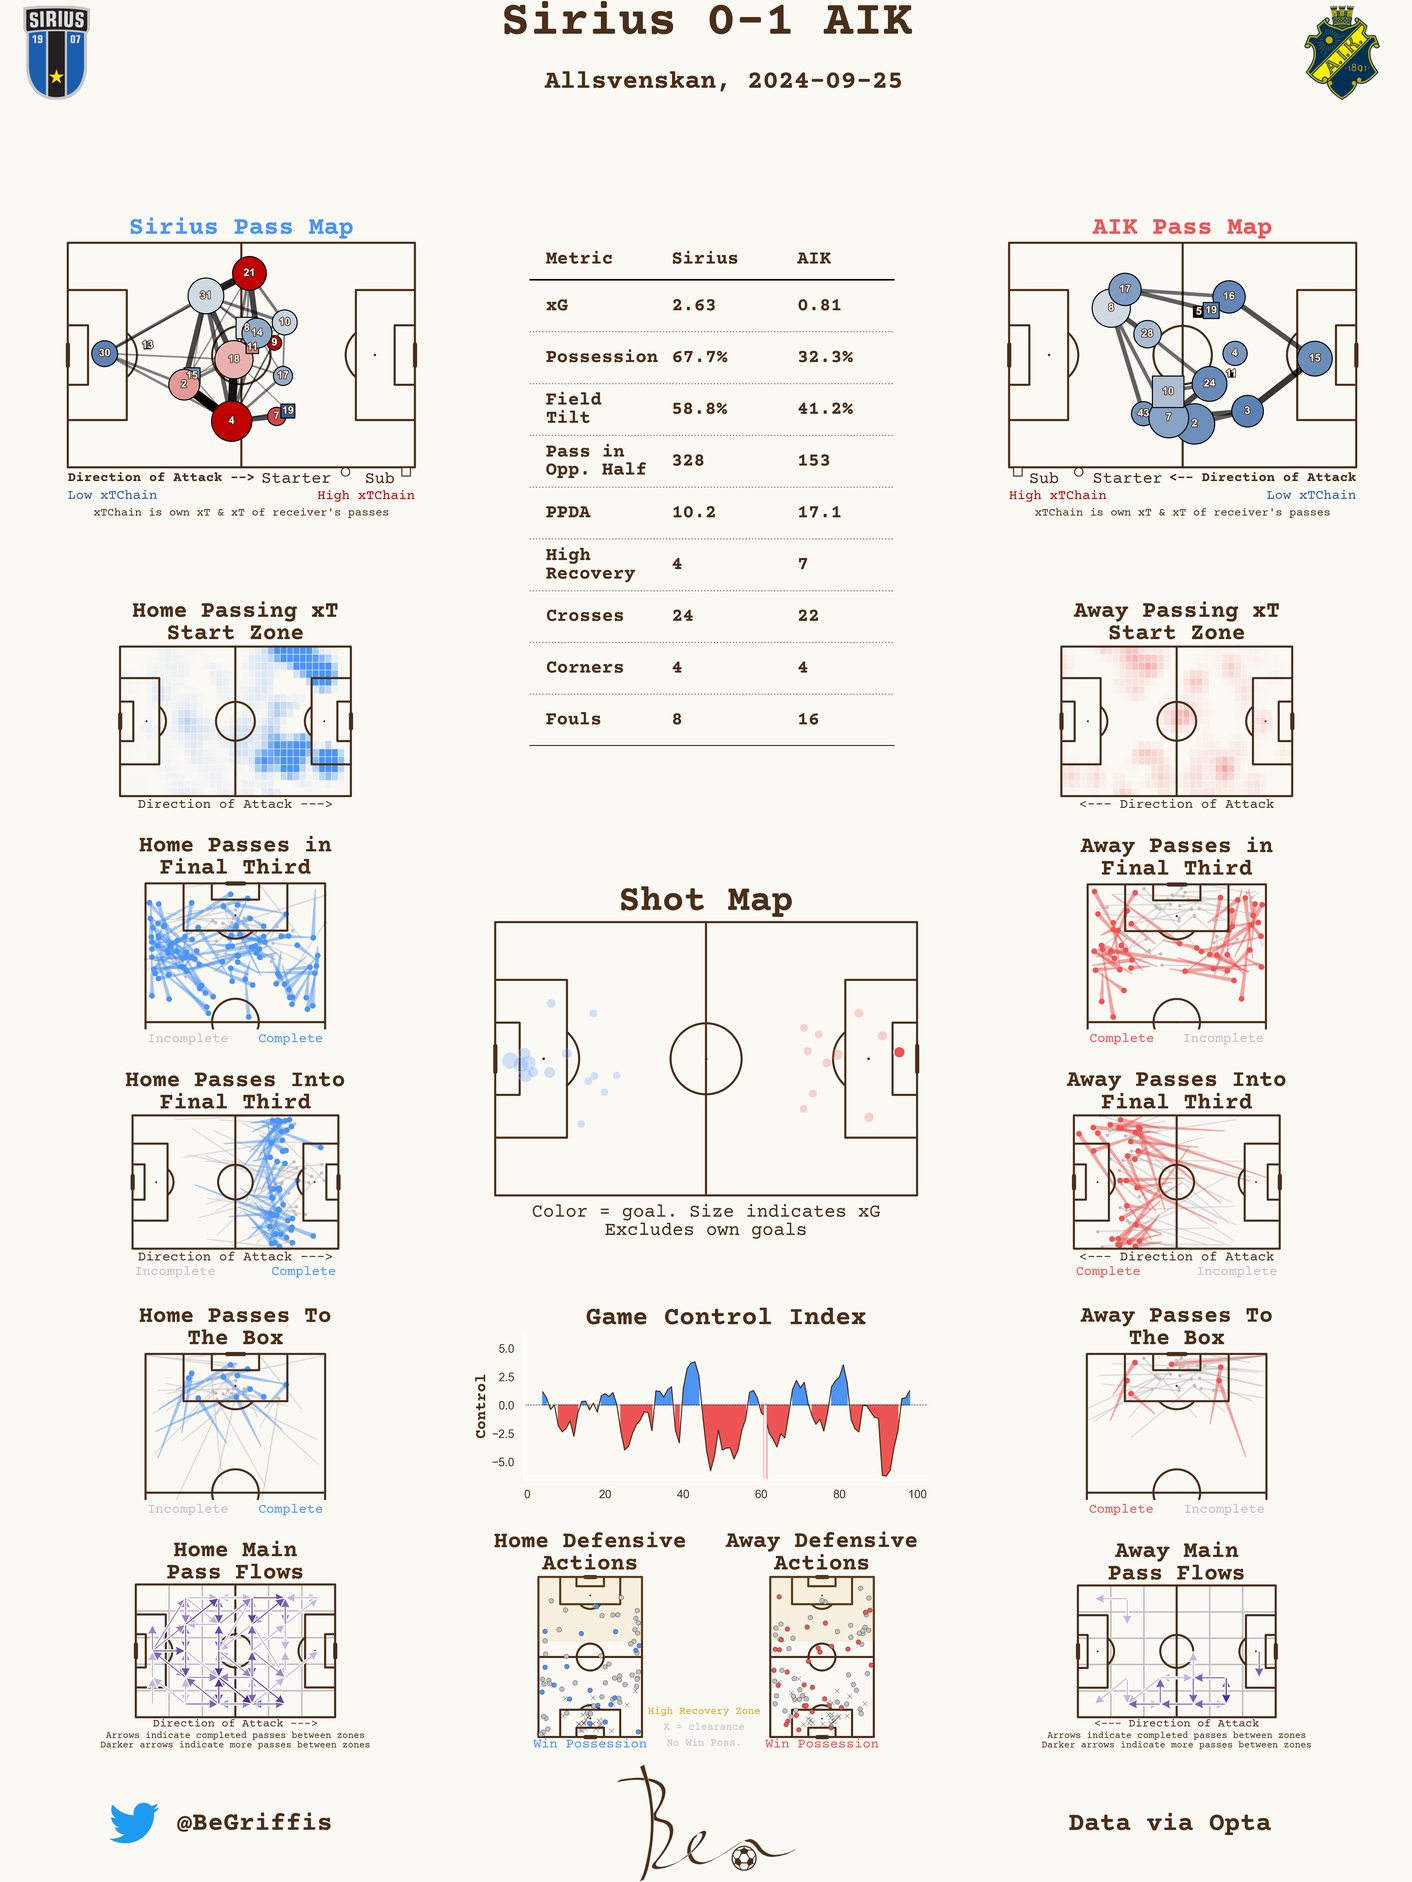 Sirius 0-1 AIK
Allsvenskan, 2024-09-25
SIRIUS
19 07
A.I.K.
1891
Sirius Pass Map
21
31
10
8
14
9
11
13
30
18
15
2
17
4
7
19
Direction of Attack --> Starter Sub
Low xTChain High xTChain
xTChain is own xT & xT of receiver's passes
Metric Sirius AIK
xG 2.63 0.81
Possession 67.7% 32.3%
Field
Tilt 58.8% 41.2%
Pass in
Opp. Half 328 153
PPDA 10.2 17.1
High
Recovery 4 7
Crosses 24 22
Corners 4 4
Fouls 8 16
AIK Pass Map
17
8
16
5
19
28
4
15
11
24
10
43
7
2
3
Sub Starter <-- Direction of Attack
High xTChain Low xTChain
xTChain is own xT & xT of receiver's passes
Home Passing xT
Start Zone
Direction of Attack --->
Away Passing xT
Start Zone
<--- Direction of Attack
Home Passes in
Final Third
Incomplete Complete
Shot Map
Color = goal. Size indicates xG
Excludes own goals
Away Passes in
Final Third
Complete Incomplete
Home Passes Into
Final Third
Direction of Attack --->
Incomplete Complete
Away Passes Into
Final Third
<--- Direction of Attack
Complete Incomplete
Home Passes To
The Box
Incomplete Complete
Game Control Index
Control
5.0
2.5
0.0
−2.5
−5.0
0 20 40 60 80 100
Away Passes To
The Box
Complete Incomplete
Home Main
Pass Flows
Direction of Attack --->
Arrows indicate completed passes between zones
Darker arrows indicate more passes between zones
Home Defensive
Actions
Win Possession
High Recovery Zone
X = clearance
No Win Poss.
Away Defensive
Actions
Win Possession
Away Main
Pass Flows
<--- Direction of Attack
Arrows indicate completed passes between zones
Darker arrows indicate more passes between zones
@BeGriffis
Ben
Data via Opta